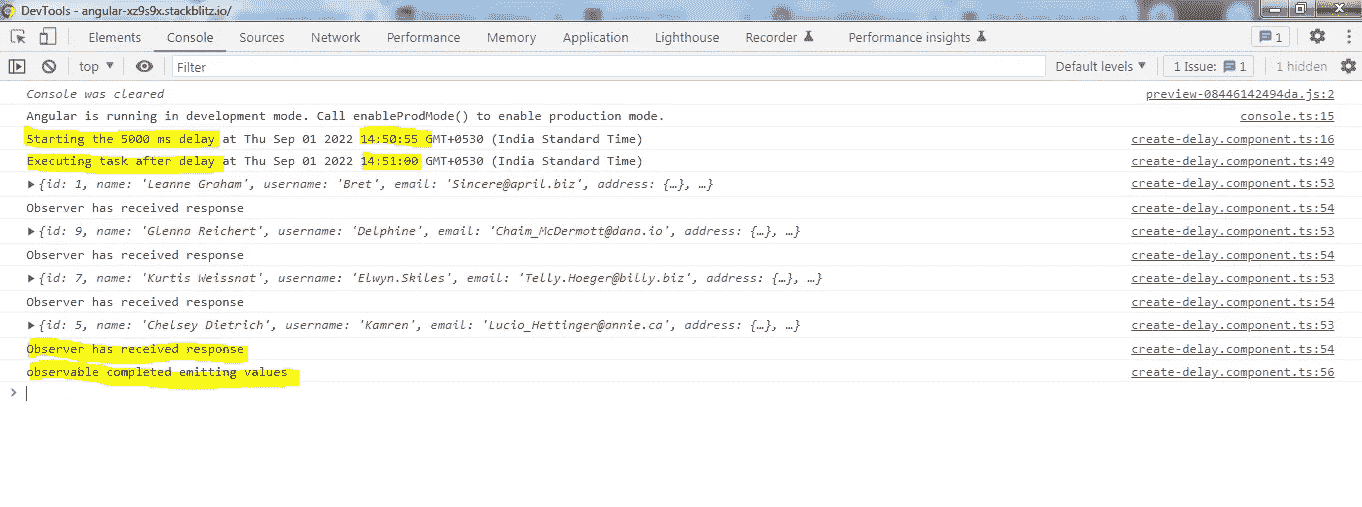 DevTools - angular-xz9s9x.stackblitz.io/
Elements Console Sources Network Performance Memory Application Lighthouse Recorder Performance insights 1
top Filter Default levels 1 Issue: 1 1 hidden
Console was cleared preview-08446142494da.js:2
Angular is running in development mode. Call enableProdMode() to enable production mode. console.ts:15
Starting the 5000 ms delay at Thu Sep 01 2022 14:50:55 GMT+0530 (India Standard Time) create-delay.component.ts:16
Executing task after delay at Thu Sep 01 2022 14:51:00 GMT+0530 (India Standard Time) create-delay.component.ts:49
{id: 1, name: 'Leanne Graham', username: 'Bret', email: 'Sincere@april.biz', address: {…}, …} create-delay.component.ts:53
Observer has received response create-delay.component.ts:54
{id: 9, name: 'Glenna Reichert', username: 'Delphine', email: 'Chaim_McDermott@dana.io', address: {…}, …} create-delay.component.ts:53
Observer has received response create-delay.component.ts:54
{id: 7, name: 'Kurtis Weissnat', username: 'Elwyn.Skiles', email: 'Telly.Hoeger@billy.biz', address: {…}, …} create-delay.component.ts:53
Observer has received response create-delay.component.ts:54
{id: 5, name: 'Chelsey Dietrich', username: 'Kamren', email: 'Lucio_Hettinger@annie.ca', address: {…}, …} create-delay.component.ts:53
Observer has received response create-delay.component.ts:54
observable completed emitting values create-delay.component.ts:56